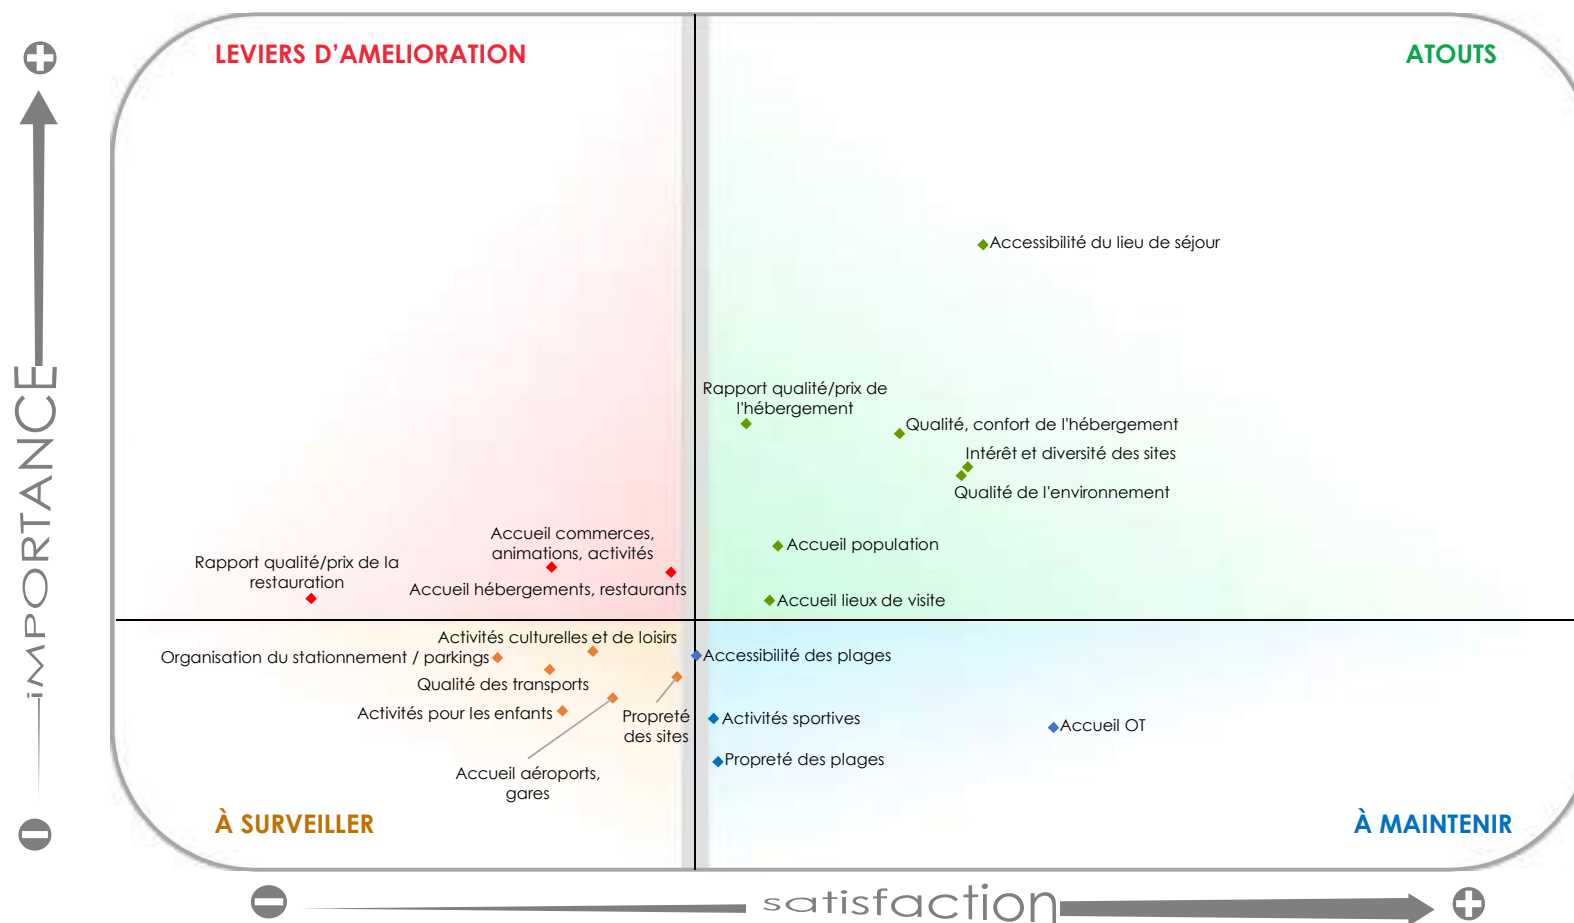 LEVIERS D'AMELIORATION
ATOUTS
Accessibilité du lieu de séjour
Rapport qualité/prix de
l'hébergement
Qualité, confort de l'hébergement
Intérêt et diversité des sites
Qualité de l'environnement
Accueil commerces,
animations, activités
Accueil population
Rapport qualité/prix de la
restauration
Accueil hébergements, restaurants
Accueil lieux de visite
Activités culturelles et de loisirs
Organisation du stationnement / parkings
Accessibilité des plages
Qualité des transports
Activités pour les enfants
Propreté
des sites
Activités sportives
Accueil OT
Propreté des plages
Accueil aéroports,
gares
À SURVEILLER
À MAINTENIR
iMPORTANCE
satisfaction